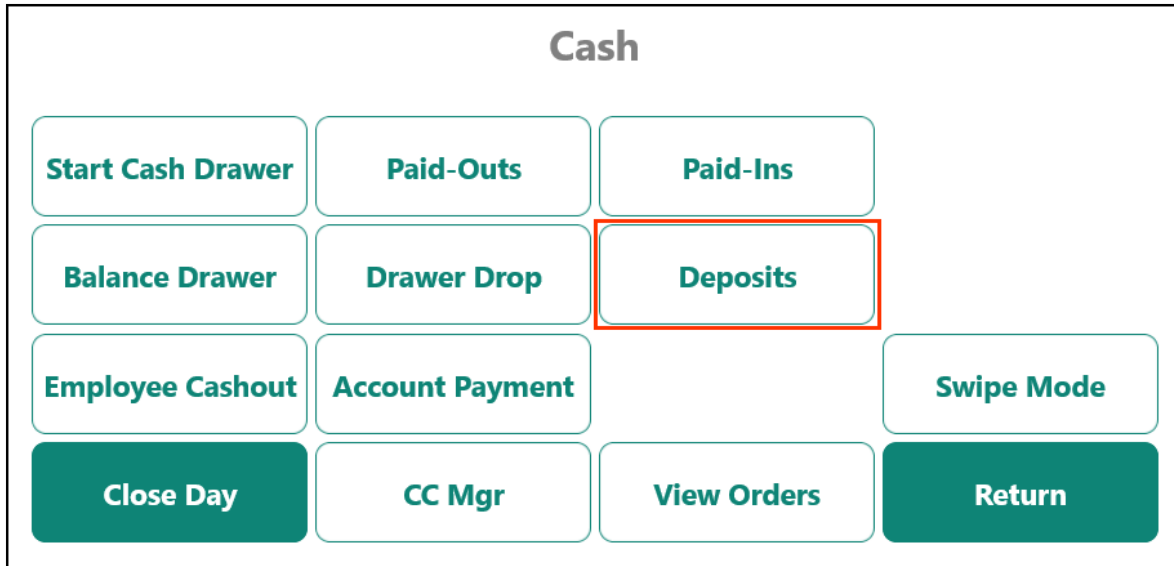 Cash
Start Cash Drawer
Paid-Outs
Paid-Ins
Balance Drawer
Drawer Drop
Deposits
Employee Cashout
Account Payment
Swipe Mode
Close Day
CC Mgr
View Orders
Return